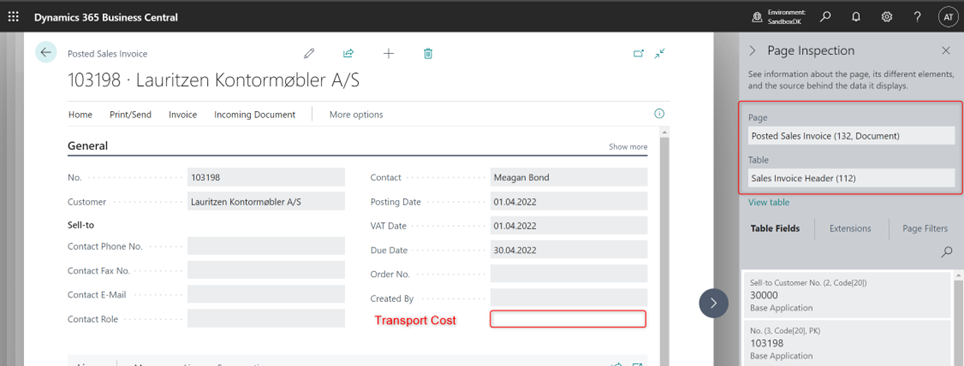 Dynamics 365 Business Central
Environment:
SandboxDK
AT
Posted Sales Invoice
103198 · Lauritzen Kontormøbler A/S
Home Print/Send Invoice Incoming Document More options
General Show more
No. 103198
Customer Lauritzen Kontormøbler A/S
Sell-to
Contact Phone No.
Contact Fax No.
Contact E-Mail
Contact Role
Contact Meagan Bond
Posting Date 01.04.2022
VAT Date 01.04.2022
Due Date 30.04.2022
Order No.
Created By
Transport Cost
Page Inspection
See information about the page, its different elements,
and the source behind the data it displays.
Page
Posted Sales Invoice (132, Document)
Table
Sales Invoice Header (112)
View table
Table Fields Extensions Page Filters
Sell-to Customer No. (2, Code[20])
30000
Base Application
No. (3, Code[20], PK)
103198
Base Application